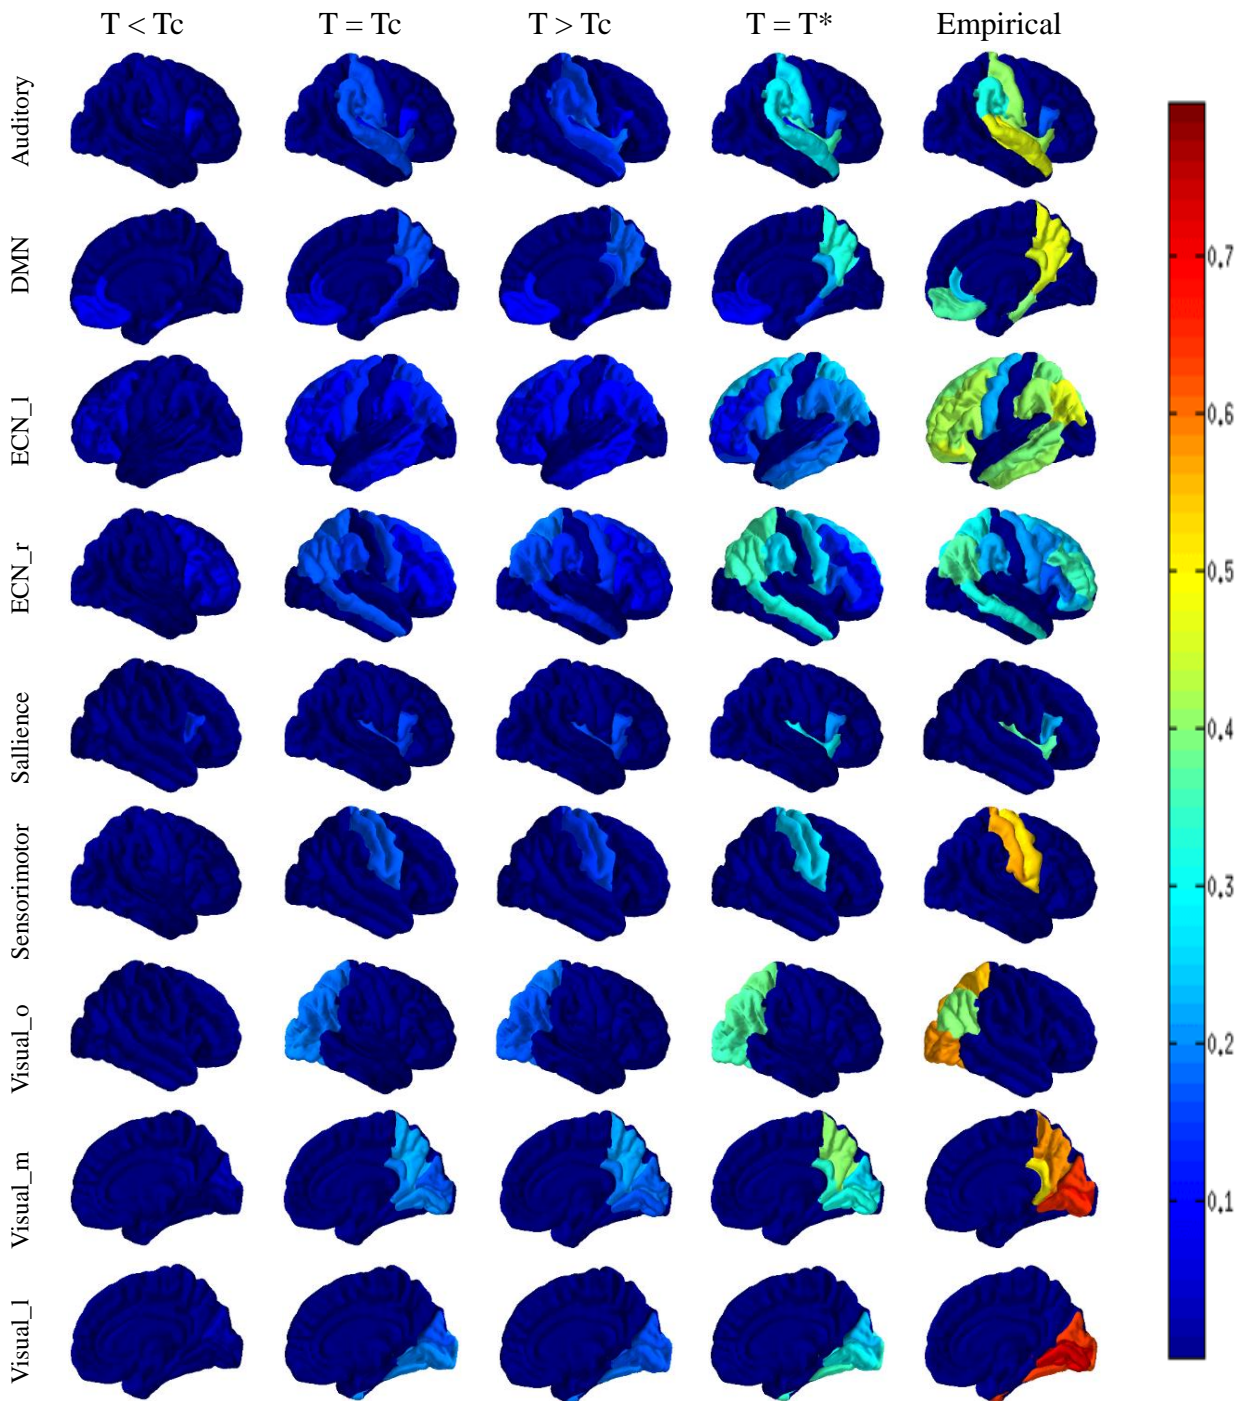 T < Tc
T = Tc
T > Tc
T = T*
Empirical
Auditory
DMN
ECN_l
ECN_r
Sallience
Sensorimotor
Visual_o
Visual_m
Visual_l
0.7
0.6
0.5
0.4
0.3
0.2
0.1